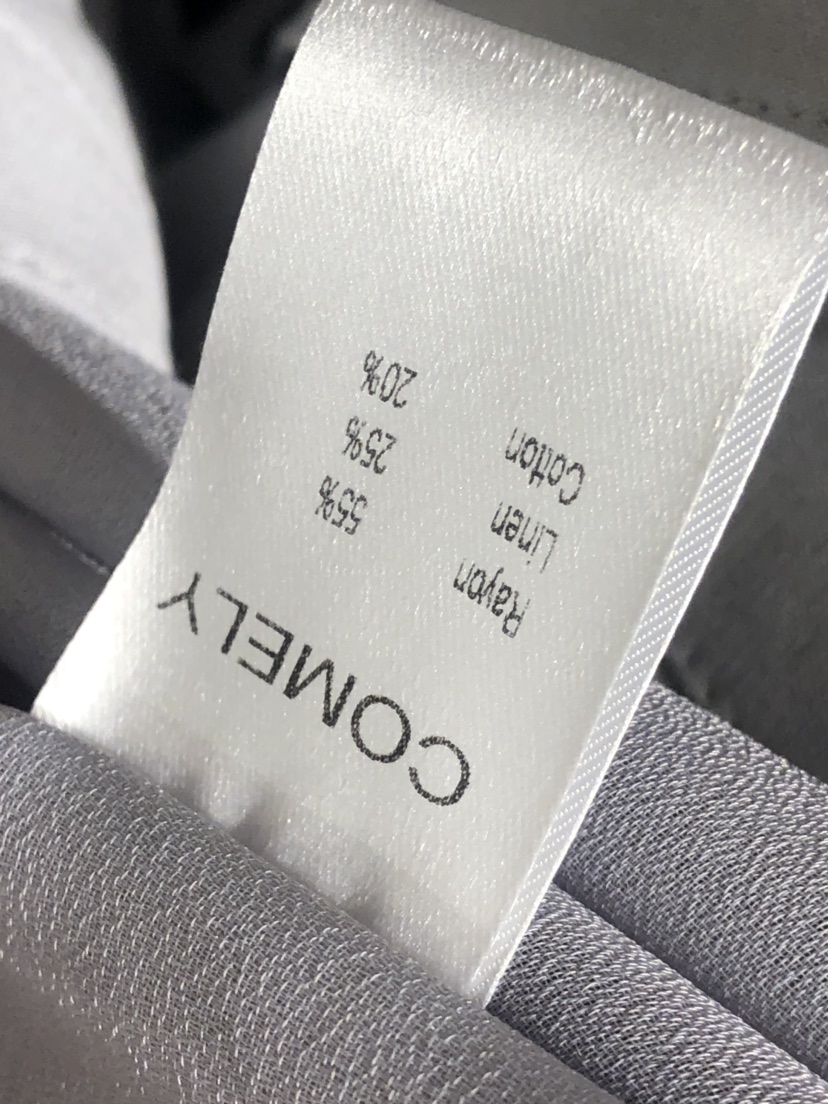 COMELY
Rayon 55%
Linen 25%
Cotton 20%